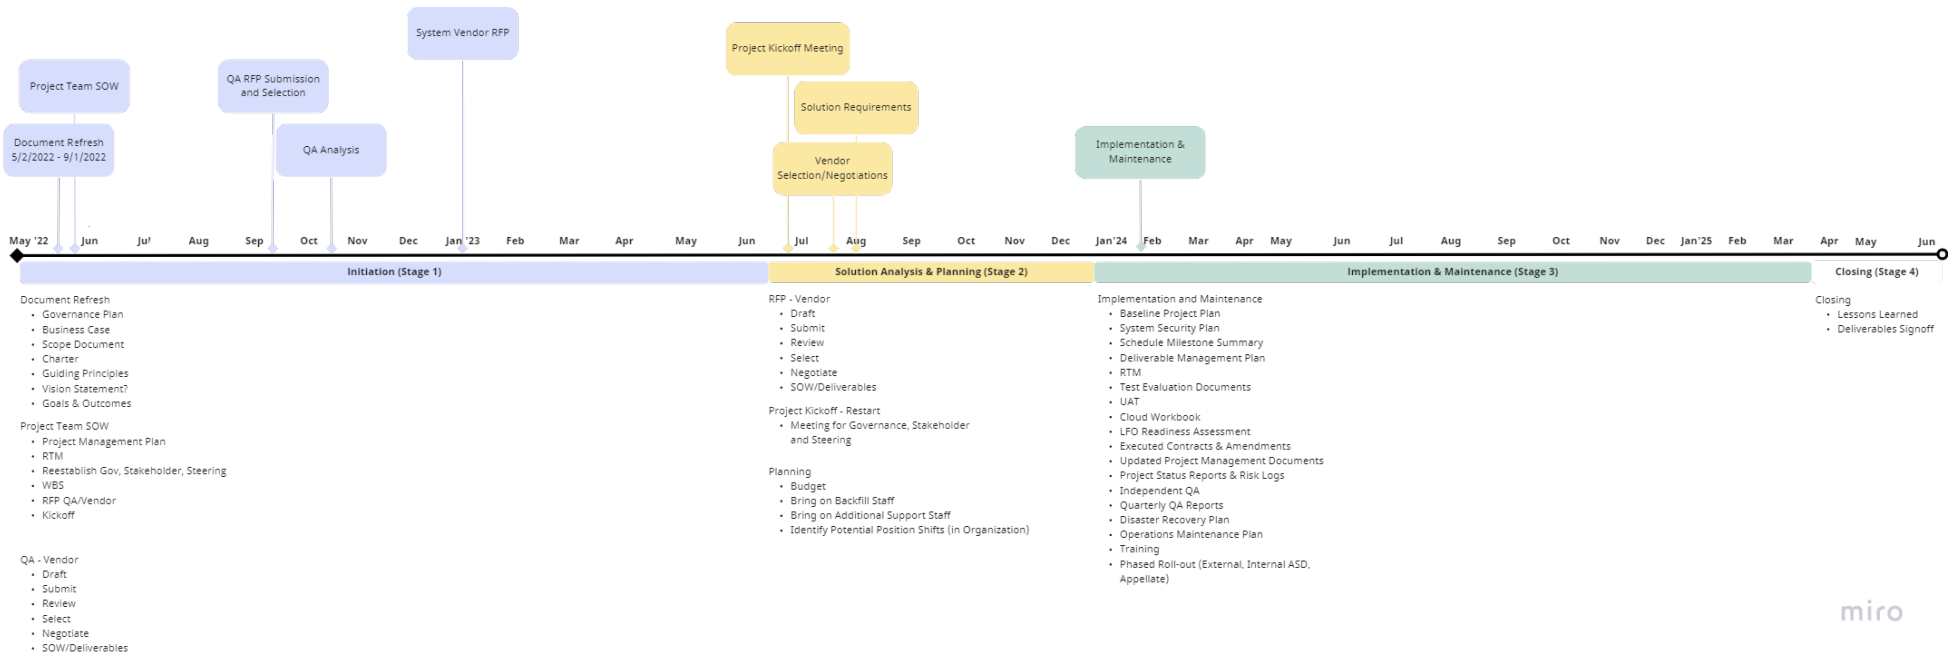 System Vendor RFP
Project Kickoff Meeting
Project Team SOW
QA RFP Submission
and Selection
Solution Requirements
Document Refresh
5/2/2022 - 9/1/2022
QA Analysis
Vendor
Selection/Negotiations
Implementation &
Maintenance
May '22 Jun Jul Aug Sep Oct Nov Dec Jan '23 Feb Mar Apr May Jun Jul Aug Sep Oct Nov Dec Jan'24 Feb Mar Apr May Jun Jul Aug Sep Oct Nov Dec Jan'25 Feb Mar Apr May Jun
Initiation (Stage 1)
Solution Analysis & Planning (Stage 2)
Implementation & Maintenance (Stage 3)
Closing (Stage 4)
Document Refresh
• Governance Plan
• Business Case
• Scope Document
• Charter
• Guiding Principles
• Vision Statement?
• Goals & Outcomes
Project Team SOW
• Project Management Plan
• RTM
• Reestablish Gov, Stakeholder, Steering
• WBS
• RFP QA/Vendor
• Kickoff
QA - Vendor
• Draft
• Submit
• Review
• Select
• Negotiate
• SOW/Deliverables
RFP - Vendor
• Draft
• Submit
• Review
• Select
• Negotiate
• SOW/Deliverables
Project Kickoff - Restart
• Meeting for Governance, Stakeholder
and Steering
Planning
• Budget
• Bring on Backfill Staff
• Bring on Additional Support Staff
• Identify Potential Position Shifts (in Organization)
Implementation and Maintenance
• Baseline Project Plan
• System Security Plan
• Schedule Milestone Summary
• Deliverable Management Plan
• RTM
• Test Evaluation Documents
• UAT
• Cloud Workbook
• LFO Readiness Assessment
• Executed Contracts & Amendments
• Updated Project Management Documents
• Project Status Reports & Risk Logs
• Independent QA
• Quarterly QA Reports
• Disaster Recovery Plan
• Operations Maintenance Plan
• Training
• Phased Roll-out (External, Internal ASD,
Appellate)
Closing
• Lessons Learned
• Deliverables Signoff
miro